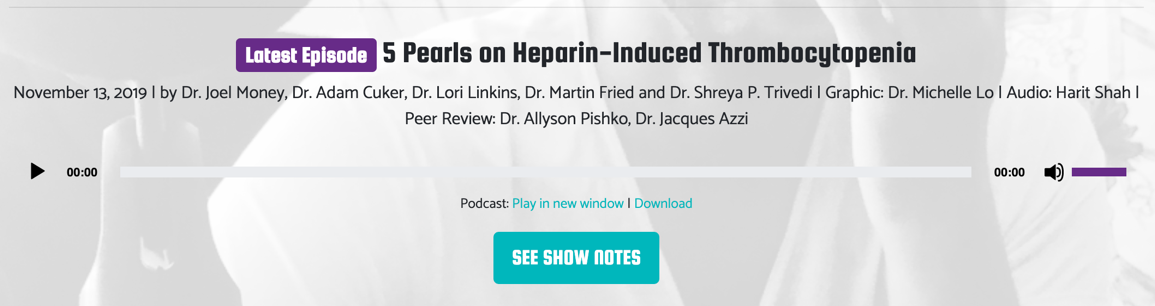 Latest Episode 5 Pearls on Heparin-Induced Thrombocytopenia
November 13, 2019 | by Dr. Joel Money, Dr. Adam Cuker, Dr. Lori Linkins, Dr. Martin Fried and Dr. Shreya P. Trivedi | Graphic: Dr. Michelle Lo | Audio: Harit Shah |
Peer Review: Dr. Allyson Pishko, Dr. Jacques Azzi
00:00 00:00
Podcast: Play in new window | Download
SEE SHOW NOTES